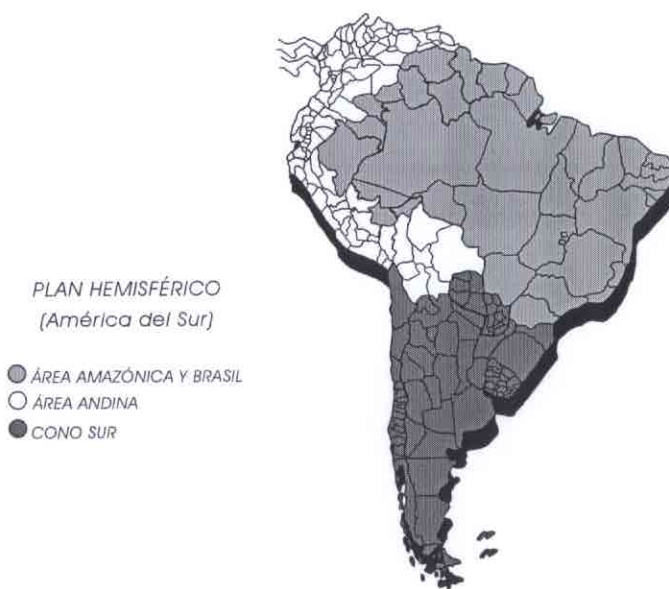 PLAN HEMISFÉRICO
(América del Sur)
ÁREA AMAZÓNICA Y BRASIL
ÁREA ANDINA
CONO SUR